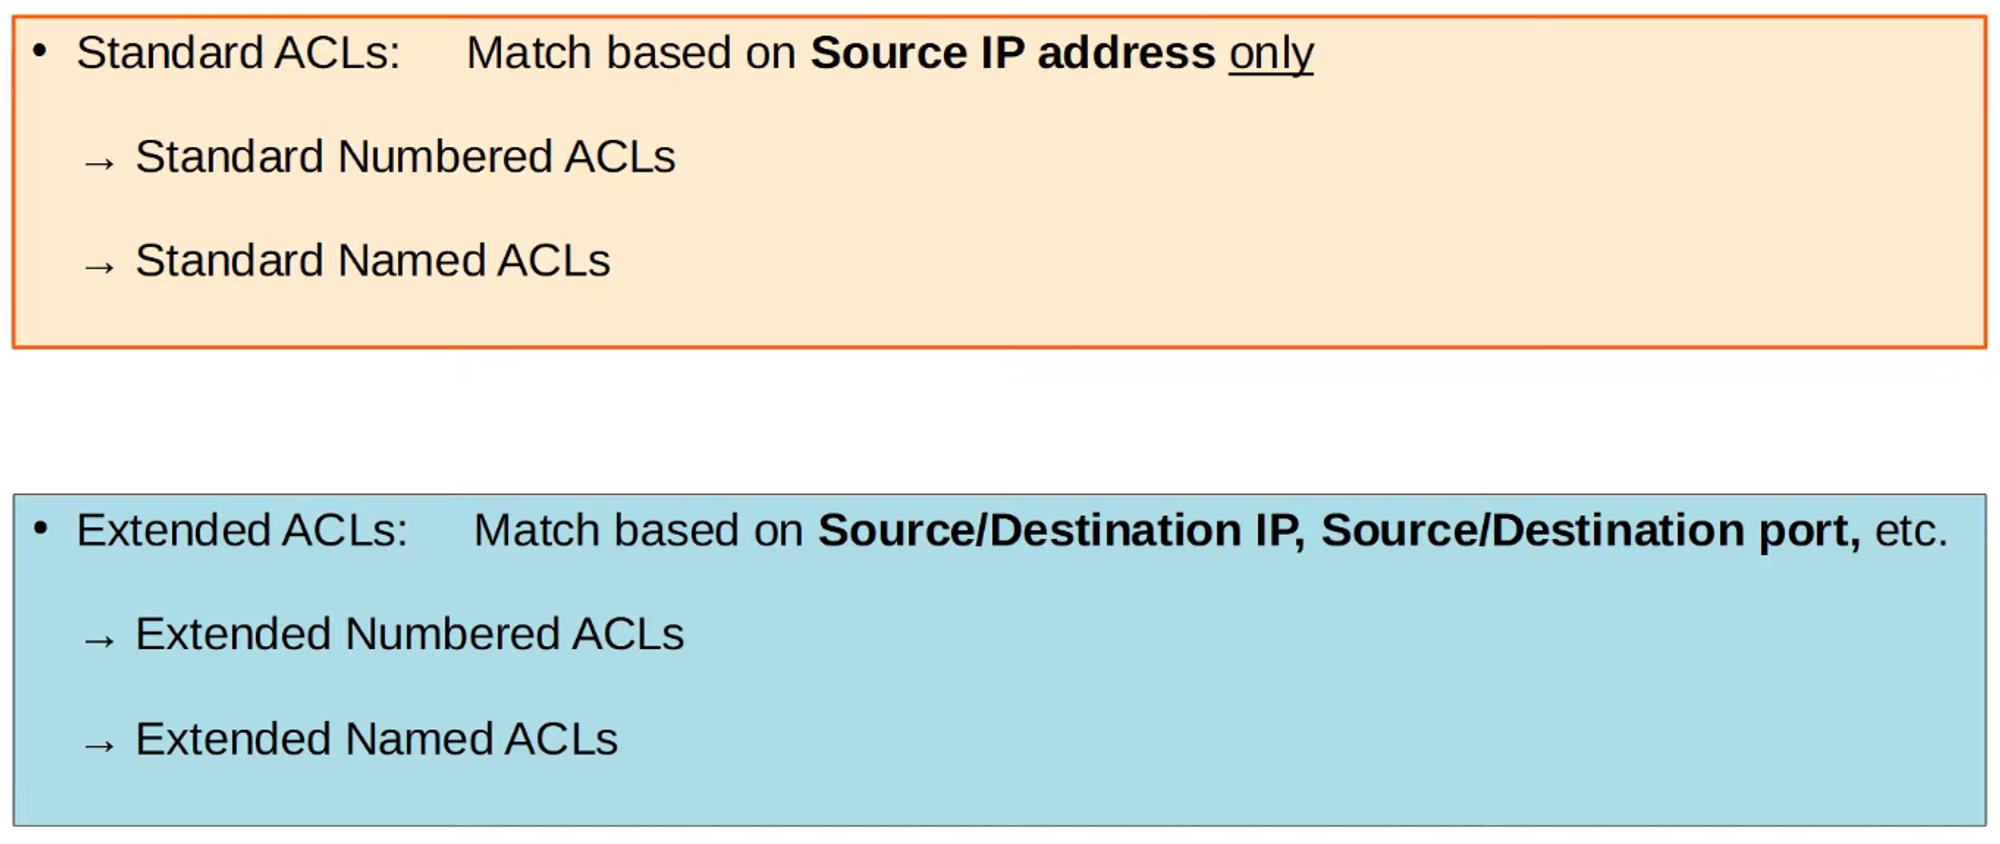 • Standard ACLs: Match based on Source IP address only
→ Standard Numbered ACLs
→ Standard Named ACLs
• Extended ACLs: Match based on Source/Destination IP, Source/Destination port, etc.
→ Extended Numbered ACLs
→ Extended Named ACLs